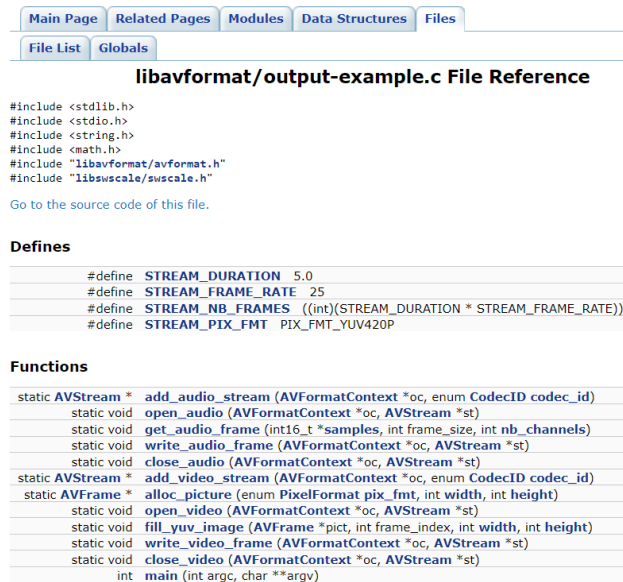 Main Page Related Pages Modules Data Structures Files
File List Globals
libavformat/output-example.c File Reference
#include <stdlib.h>
#include <stdio.h>
#include <string.h>
#include <math.h>
#include "libavformat/avformat.h"
#include "libswscale/swscale.h"
Go to the source code of this file.
Defines
#define STREAM_DURATION 5.0
#define STREAM_FRAME_RATE 25
#define STREAM_NB_FRAMES ((int)(STREAM_DURATION * STREAM_FRAME_RATE))
#define STREAM_PIX_FMT PIX_FMT_YUV420P
Functions
static AVStream * add_audio_stream (AVFormatContext *oc, enum CodecID codec_id)
static void open_audio (AVFormatContext *oc, AVStream *st)
static void get_audio_frame (int16_t *samples, int frame_size, int nb_channels)
static void write_audio_frame (AVFormatContext *oc, AVStream *st)
static void close_audio (AVFormatContext *oc, AVStream *st)
static AVStream * add_video_stream (AVFormatContext *oc, enum CodecID codec_id)
static AVFrame * alloc_picture (enum PixelFormat pix_fmt, int width, int height)
static void open_video (AVFormatContext *oc, AVStream *st)
static void fill_yuv_image (AVFrame *pict, int frame_index, int width, int height)
static void write_video_frame (AVFormatContext *oc, AVStream *st)
static void close_video (AVFormatContext *oc, AVStream *st)
int main (int argc, char **argv)